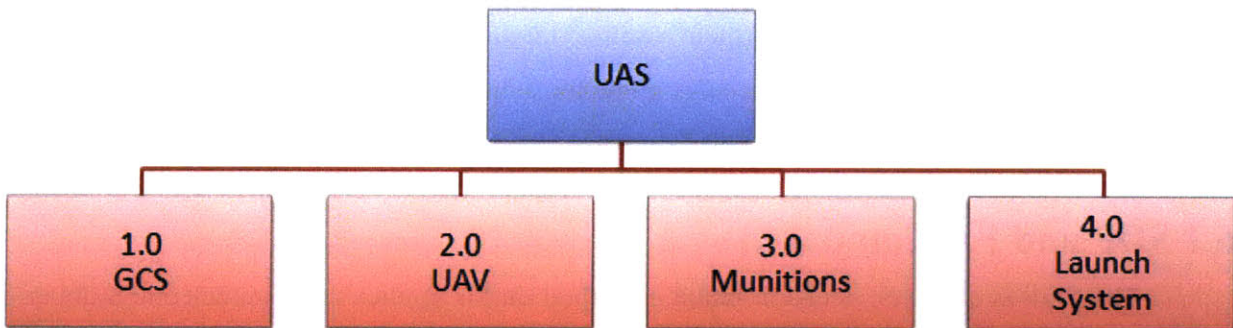 UAS
1.0
GCS
2.0
UAV
3.0
Munitions
4.0
Launch
System